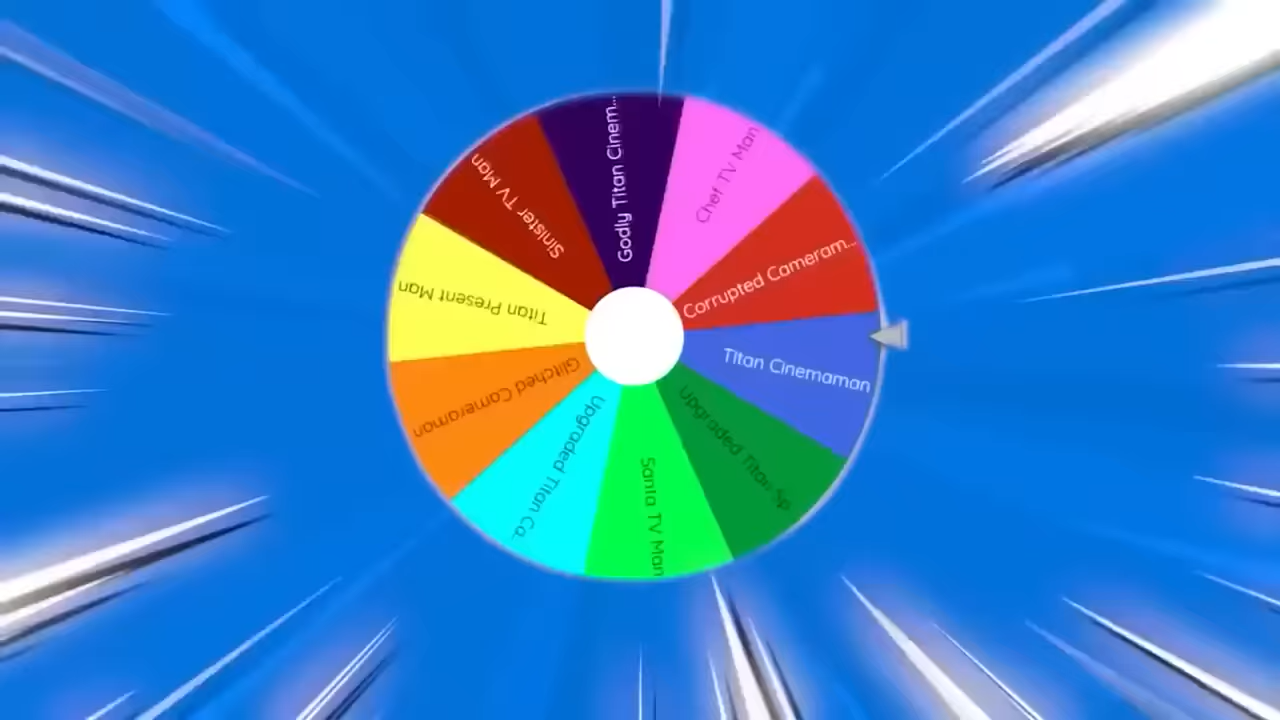 Godly Titan Cinem...
Chef TV Man
Corrupted Cameram...
Titan Cinemaman
Upgraded Titan Sp
Santa TV Man
Upgraded Titan Ca..
Glitched Cameraman
Titan Present Man
Sinister TV Man